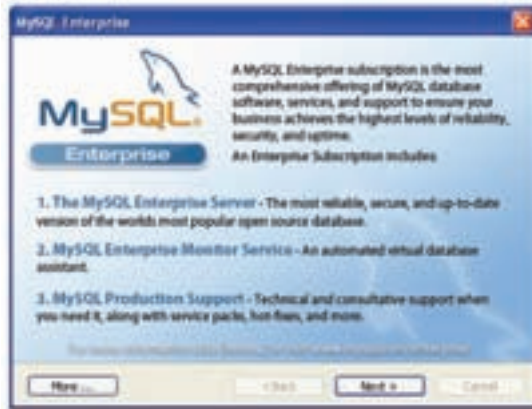 MySQL Enterprise
A MySQL Enterprise subscription is the most
comprehensive offering of MySQL database
software, services, and support to ensure your
business achieves the highest levels of reliability,
security, and uptime.
An Enterprise Subscription includes:
MySQL.
Enterprise
1. The MySQL Enterprise Server - The most reliable, secure, and up-to-date
version of the worlds most popular open source database.
2. MySQL Enterprise Monitor Service - An automated virtual database
assistant.
3. MySQL Production Support - Technical and consultative support when
you need it, along with service packs, hot-fixes, and more.
More ...
< Back
Next >
Cancel